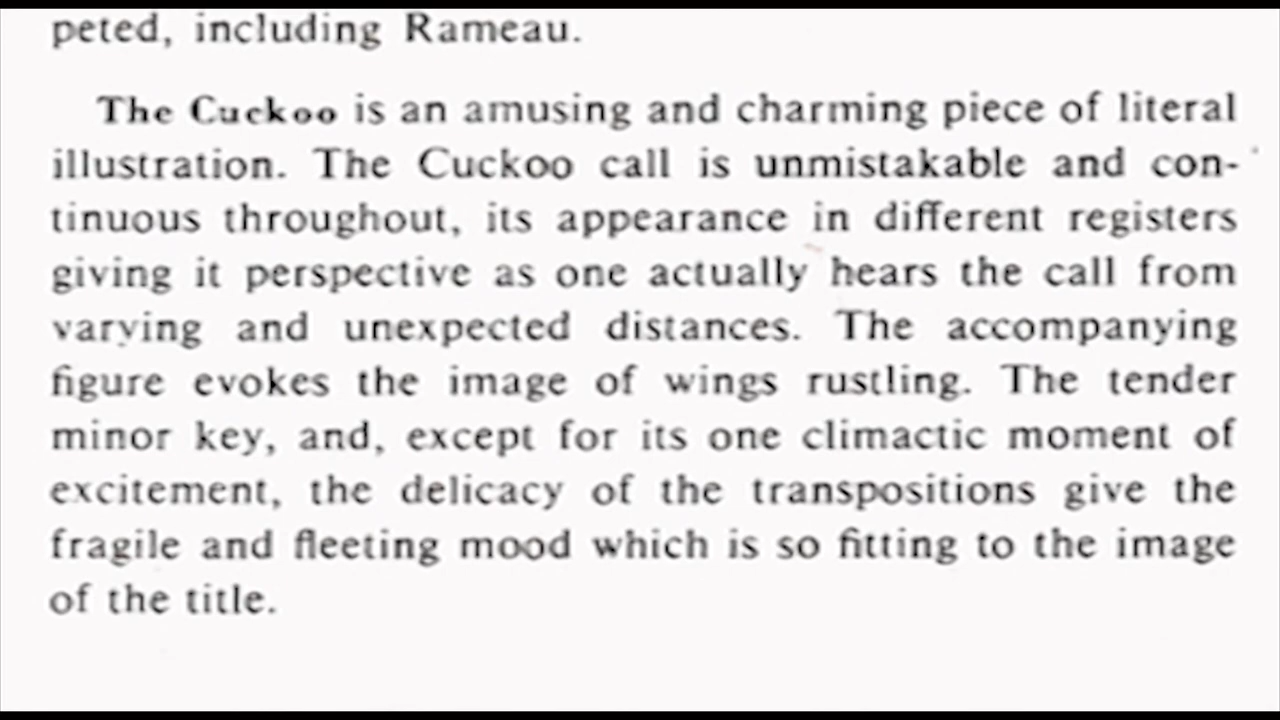 peted, including Rameau.
The Cuckoo is an amusing and charming piece of literal
illustration. The Cuckoo call is unmistakable and con-
tinuous throughout, its appearance in different registers
giving it perspective as one actually hears the call from
varying and unexpected distances. The accompanying
figure evokes the image of wings rustling. The tender
minor key, and, except for its one climactic moment of
excitement, the delicacy of the transpositions give the
fragile and fleeting mood which is so fitting to the image
of the title.